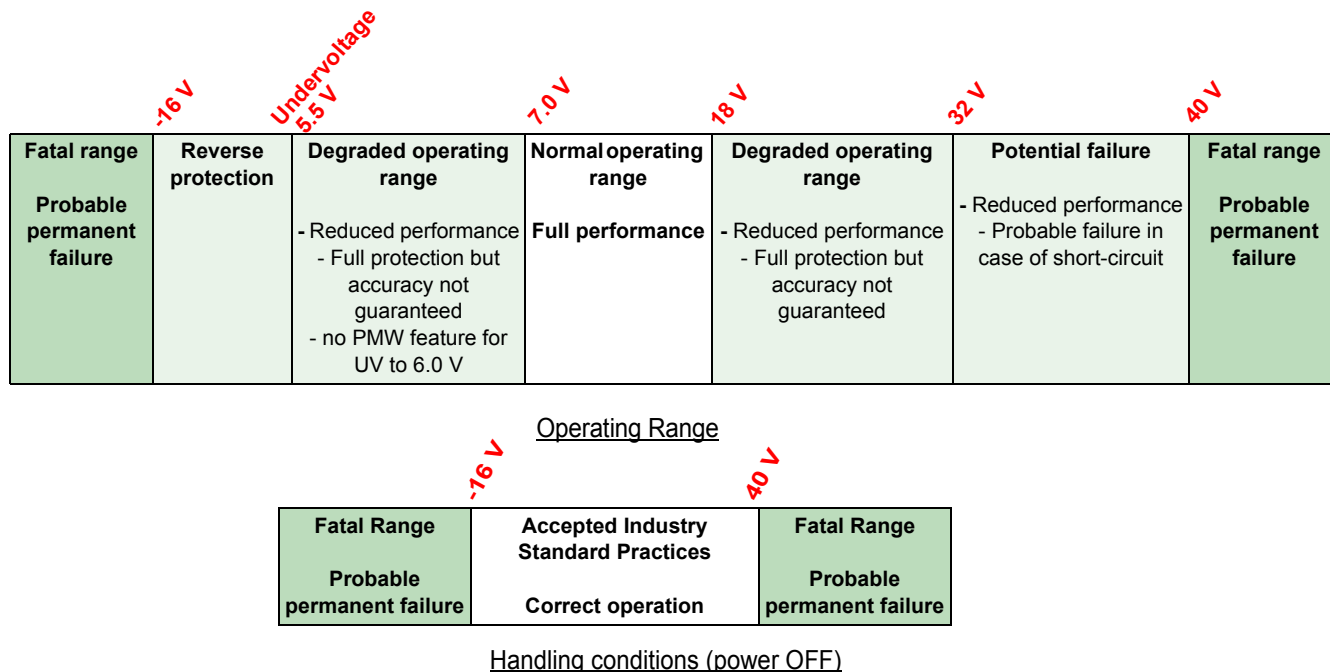 -16 V
Undervoltage
5.5 V
7.0 V
18 V
32 V
40 V
Fatal range
Probable
permanent
failure
Reverse
protection
Degraded operating
range
- Reduced performance
- Full protection but
accuracy not
guaranteed
- no PMW feature for
UV to 6.0 V
Normal operating
range
Full performance
Degraded operating
range
- Reduced performance
- Full protection but
accuracy not
guaranteed
Potential failure
- Reduced performance
- Probable failure in
case of short-circuit
Fatal range
Probable
permanent
failure
Operating Range
-16 V
40 V
Fatal Range
Probable
permanent failure
Accepted Industry
Standard Practices
Correct operation
Fatal Range
Probable
permanent failure
Handling conditions (power OFF)